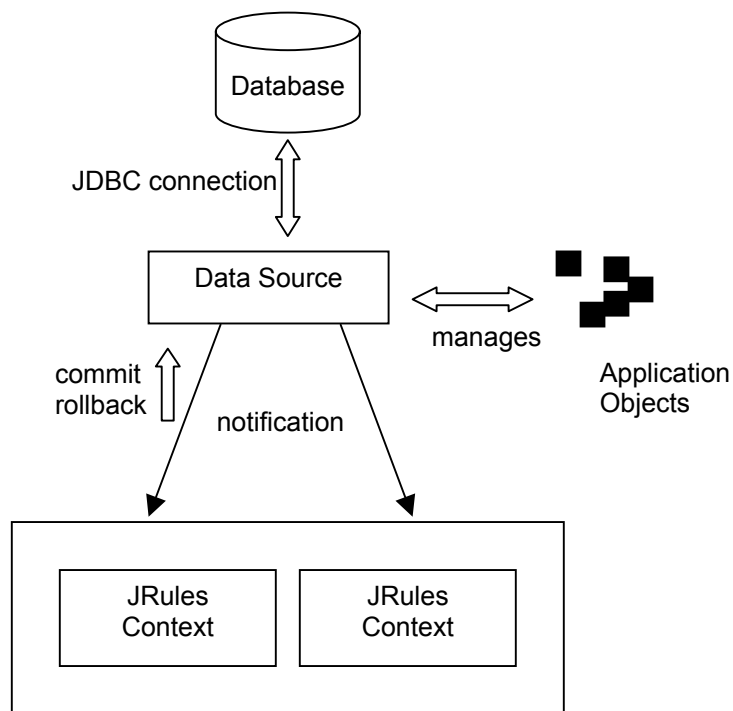 Database
JDBC connection
Data Source
manages
commit
rollback
Application
Objects
notification
JRules
Context
JRules
Context